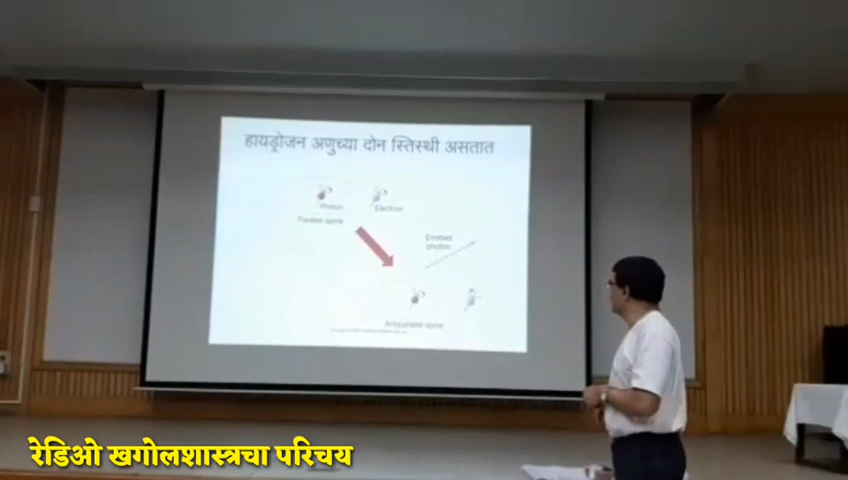 हायड्रोजन अणुच्या दोन स्तिस्थी असतात
Proton
Electron
Parallel spins
Emitted
photon
Antiparallel spins
रेडिओ खगोलशास्त्रचा परिचय